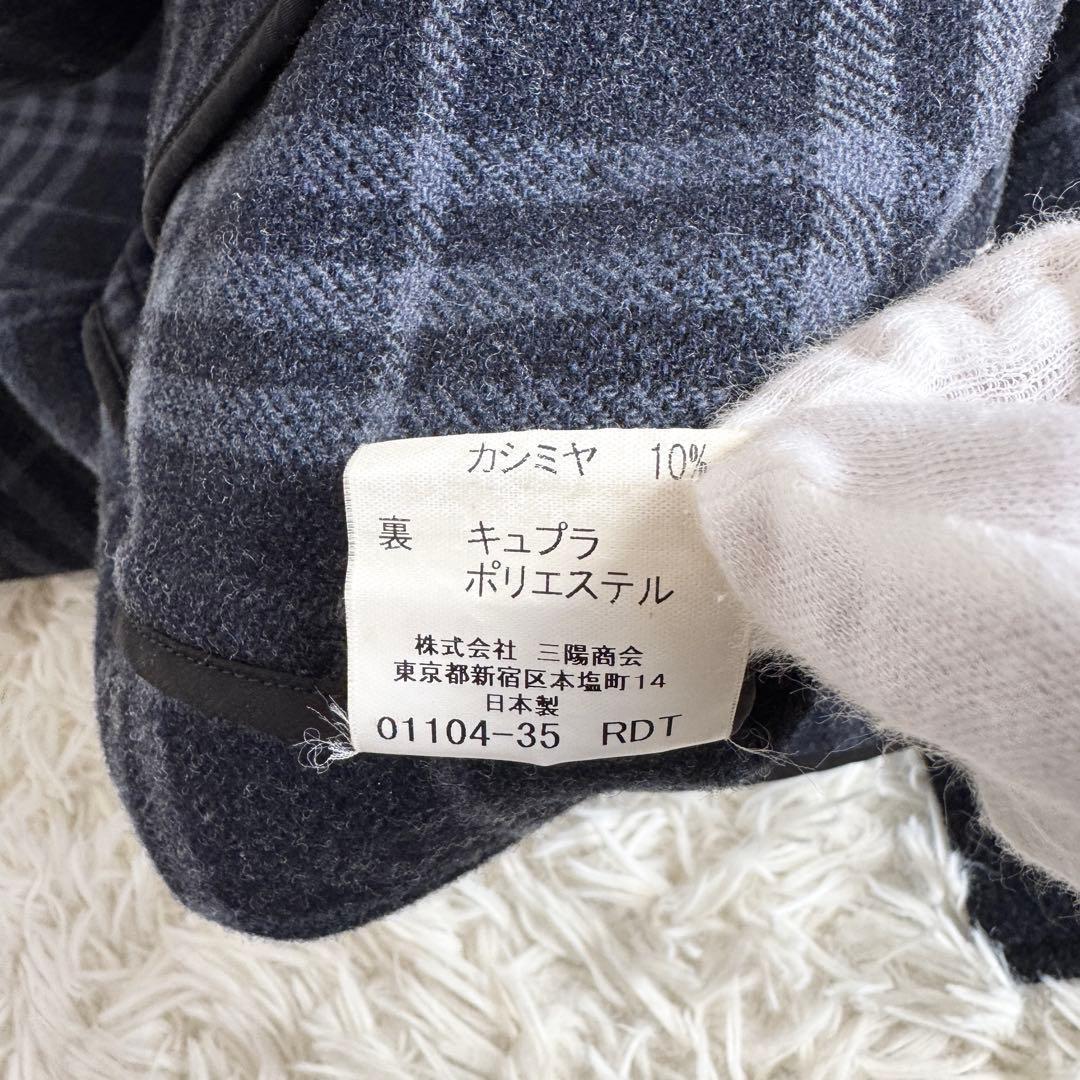 カシミヤ 10%
裏 キュプラ
ポリエステル
株式会社 三陽商会
東京都新宿区本塩町14
日本製
01104-35 RDT